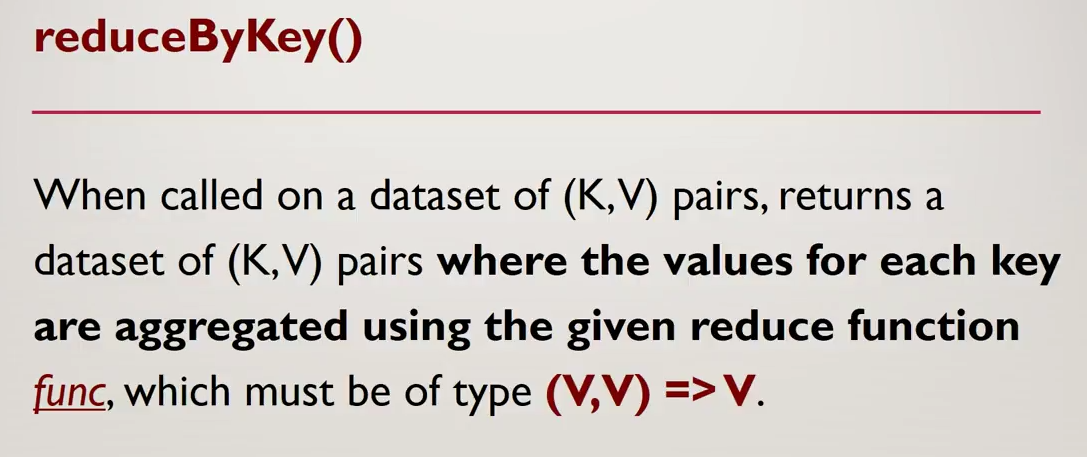 reduceByKey()
When called on a dataset of (K,V) pairs, returns a
dataset of (K,V) pairs where the values for each key
are aggregated using the given reduce function
func, which must be of type (V,V) => V.